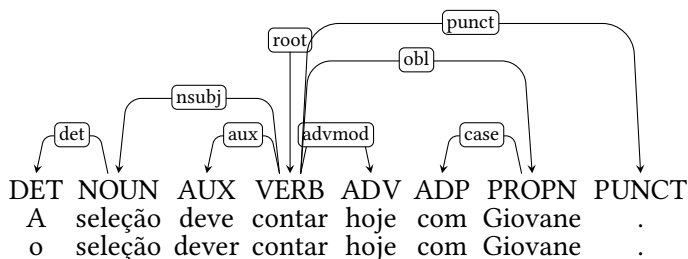 punct
root
obl
nsubj
det aux advmod case
DET NOUN AUX VERB ADV ADP PROPN PUNCT
A seleção deve contar hoje com Giovane .
o seleção dever contar hoje com Giovane .